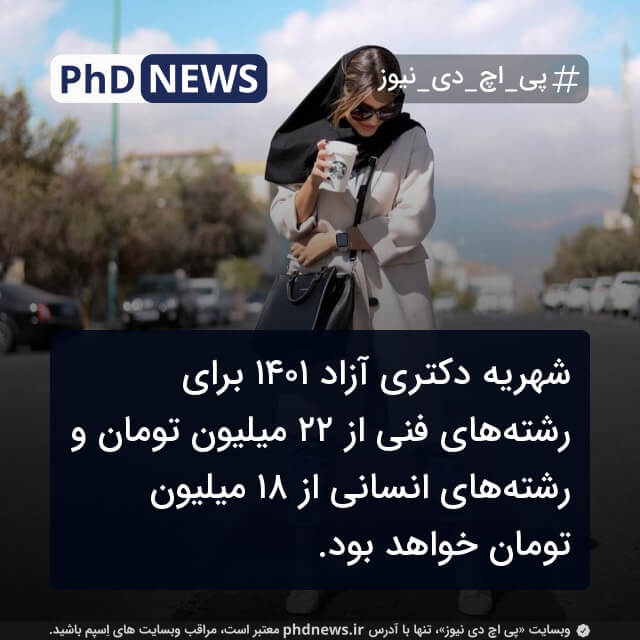 PhD NEWS
#پی_اچ_دی_نیوز
شهریه دکتری آزاد ۱۴۰۱ برای
رشته‌های فنی از ۲۲ میلیون تومان و
رشته‌های انسانی از ۱۸ میلیون
تومان خواهد بود.
وبسایت «پی اچ دی نیوز»، تنها با آدرس phdnews.ir معتبر است، مراقب وبسایت های اِسپم باشید.